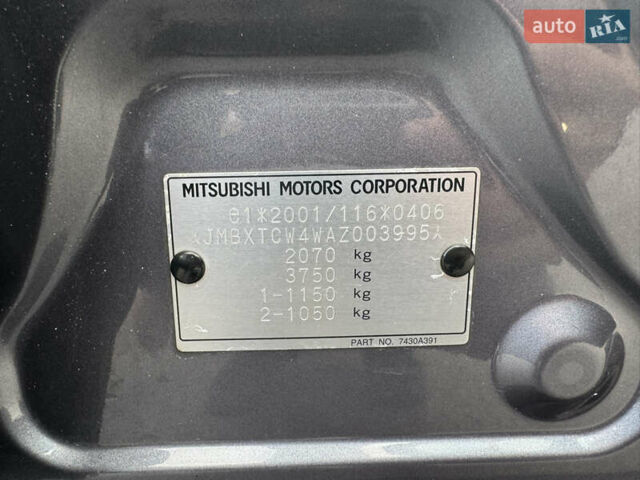 auto RIA.com
MITSUBISHI MOTORS CORPORATION
e1*2001/116*0406
*JMBXTCW4WAZ003995*
2070 kg
3750 kg
1-1150 kg
2-1050 kg
PART NO. 7430A391